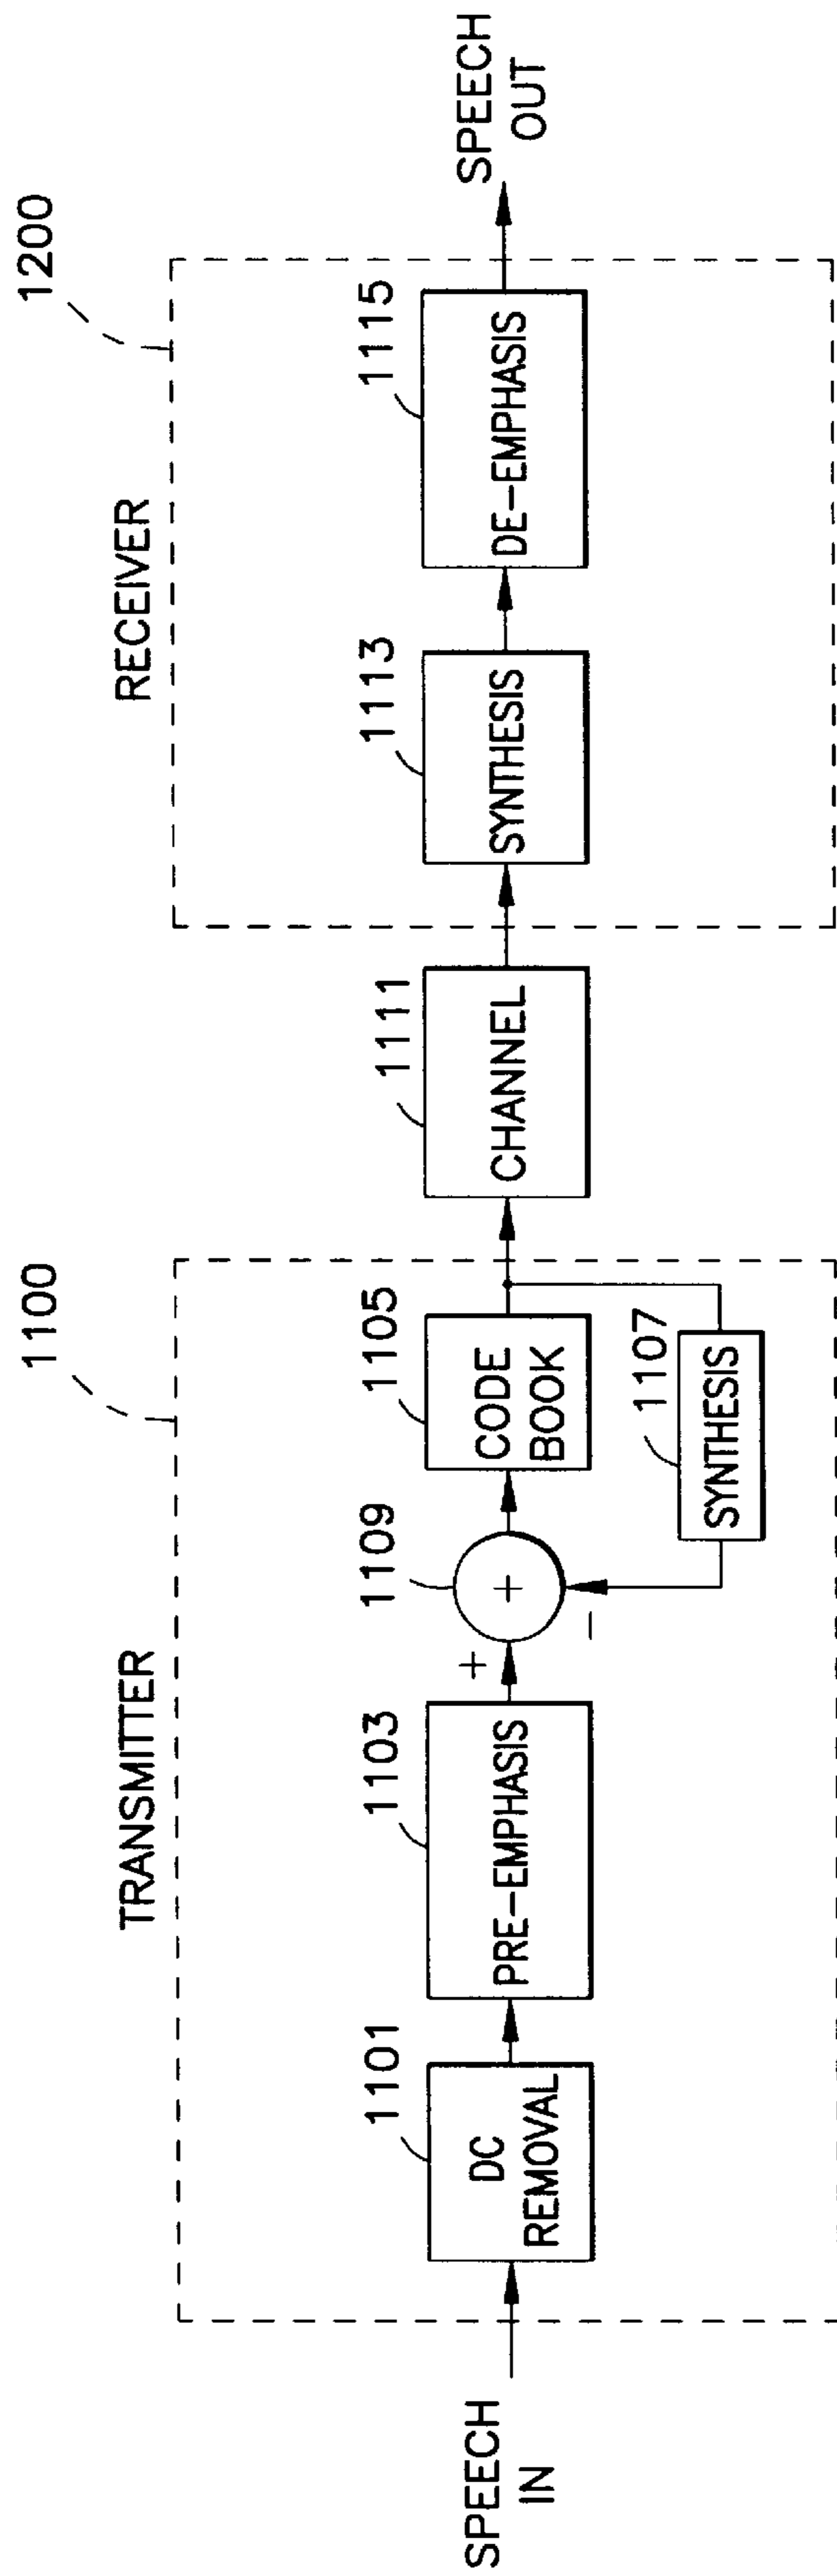 TRANSMITTER
1100
RECEIVER
1200
SPEECH
IN
1101
DC
REMOVAL
1103
PRE-EMPHASIS
+
1109
+
-
1105
CODE
BOOK
1107
SYNTHESIS
1111
CHANNEL
1113
SYNTHESIS
1115
DE-EMPHASIS
SPEECH
OUT